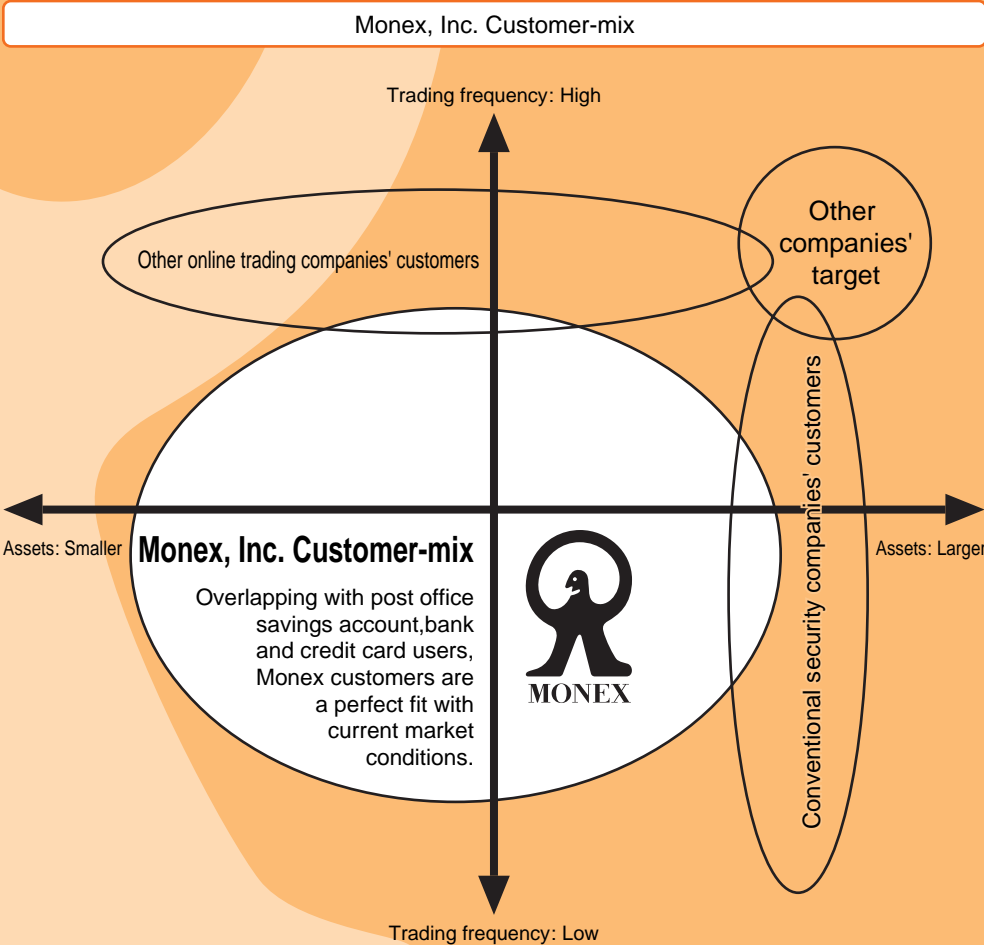 Monex, Inc. Customer-mix
Trading frequency: High
Other
companies'
target
Other online trading companies' customers
Conventional security companies' customers
Assets: Smaller
Assets: Larger
Monex, Inc. Customer-mix
Overlapping with post office
savings account,bank
and credit card users,
Monex customers are
a perfect fit with
current market
conditions.
MONEX
Trading frequency: Low